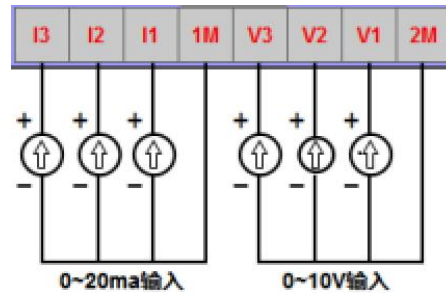 I3 I2 I1 1M V3 V2 V1 2M
+ + + + + +
− − − − − −
0~20ma输入 0~10V输入